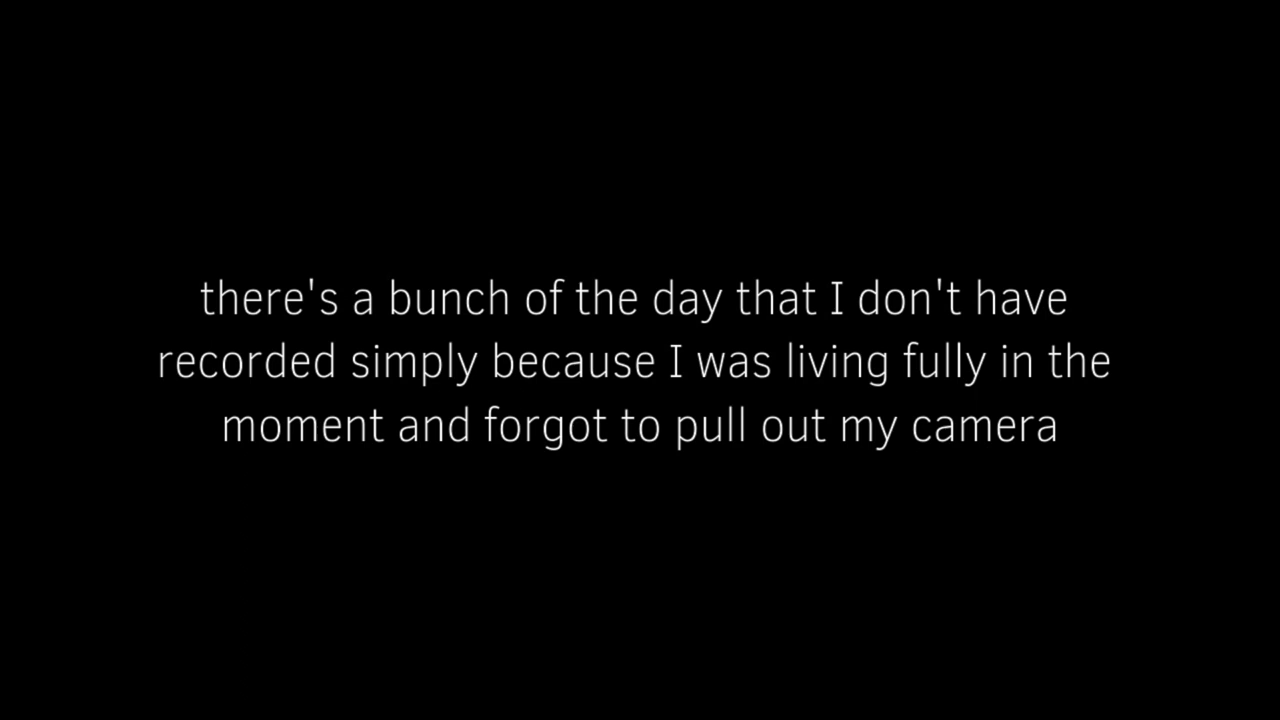 there's a bunch of the day that I don't have
recorded simply because I was living fully in the
moment and forgot to pull out my camera